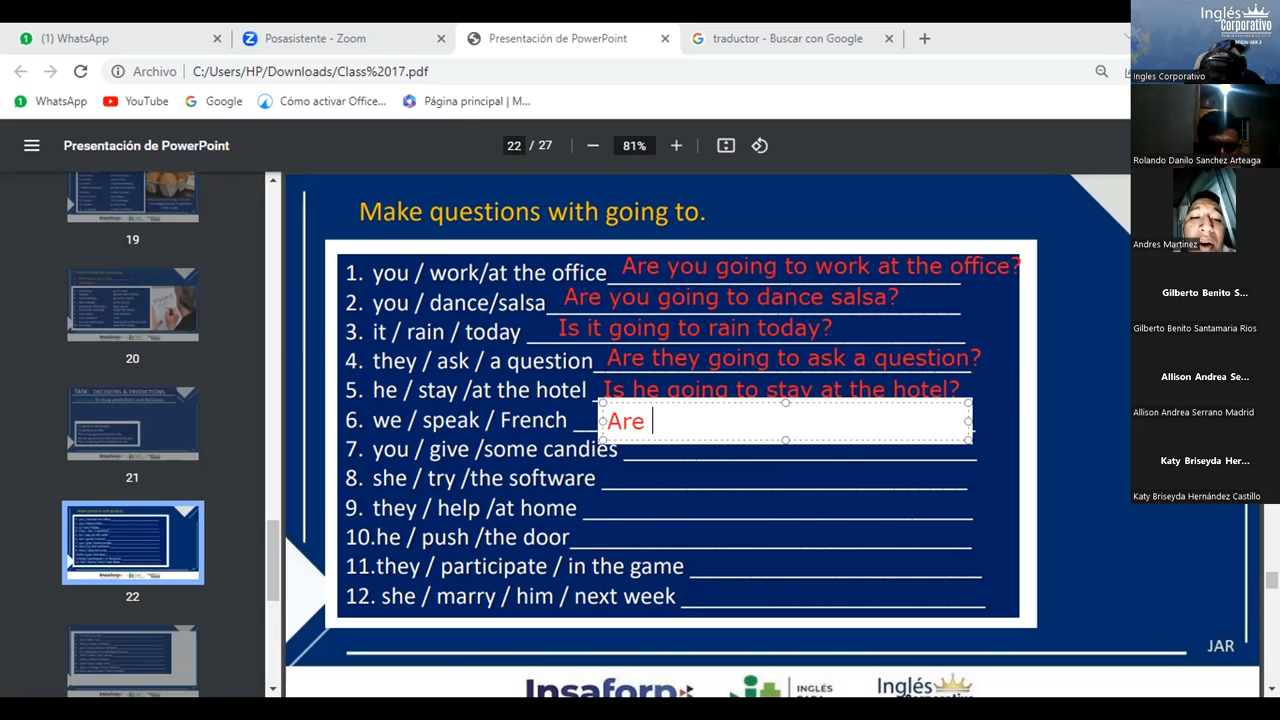 (1) WhatsApp
Posasistente - Zoom
Presentación de PowerPoint
traductor - Buscar con Google
Archivo
C:/Users/HP/Downloads/Class%2017.pdf
WhatsApp
YouTube
Google
Cómo activar Office...
Página principal | M...
Presentación de PowerPoint
22 / 27
81%
19
20
21
22
Make questions with going to.
1. you / work/at the office Are you going to work at the office?
2. you / dance/salsa Are you going to dance salsa?
3. it / rain / today Is it going to rain today?
4. they / ask / a question Are they going to ask a question?
5. he / stay /at the hotel Is he going to stay at the hotel?
6. we / speak / French Are
7. you / give /some candies
8. she / try /the software
9. they / help /at home
10.he / push /the door
11.they / participate / in the game
12. she / marry / him / next week
JAR
Insaforp
INGLÉS
Inglés
Corporativo
Inglés
Corporativo
Ingles Corporativo
Rolando Danilo Sanchez Arteaga
Andres Martinez
Gilberto Benito S...
Gilberto Benito Santamaria Rios
Allison Andrea Se...
Allison Andrea Serrano Madrid
Katy Briseyda Her...
Katy Briseyda Hernández Castillo